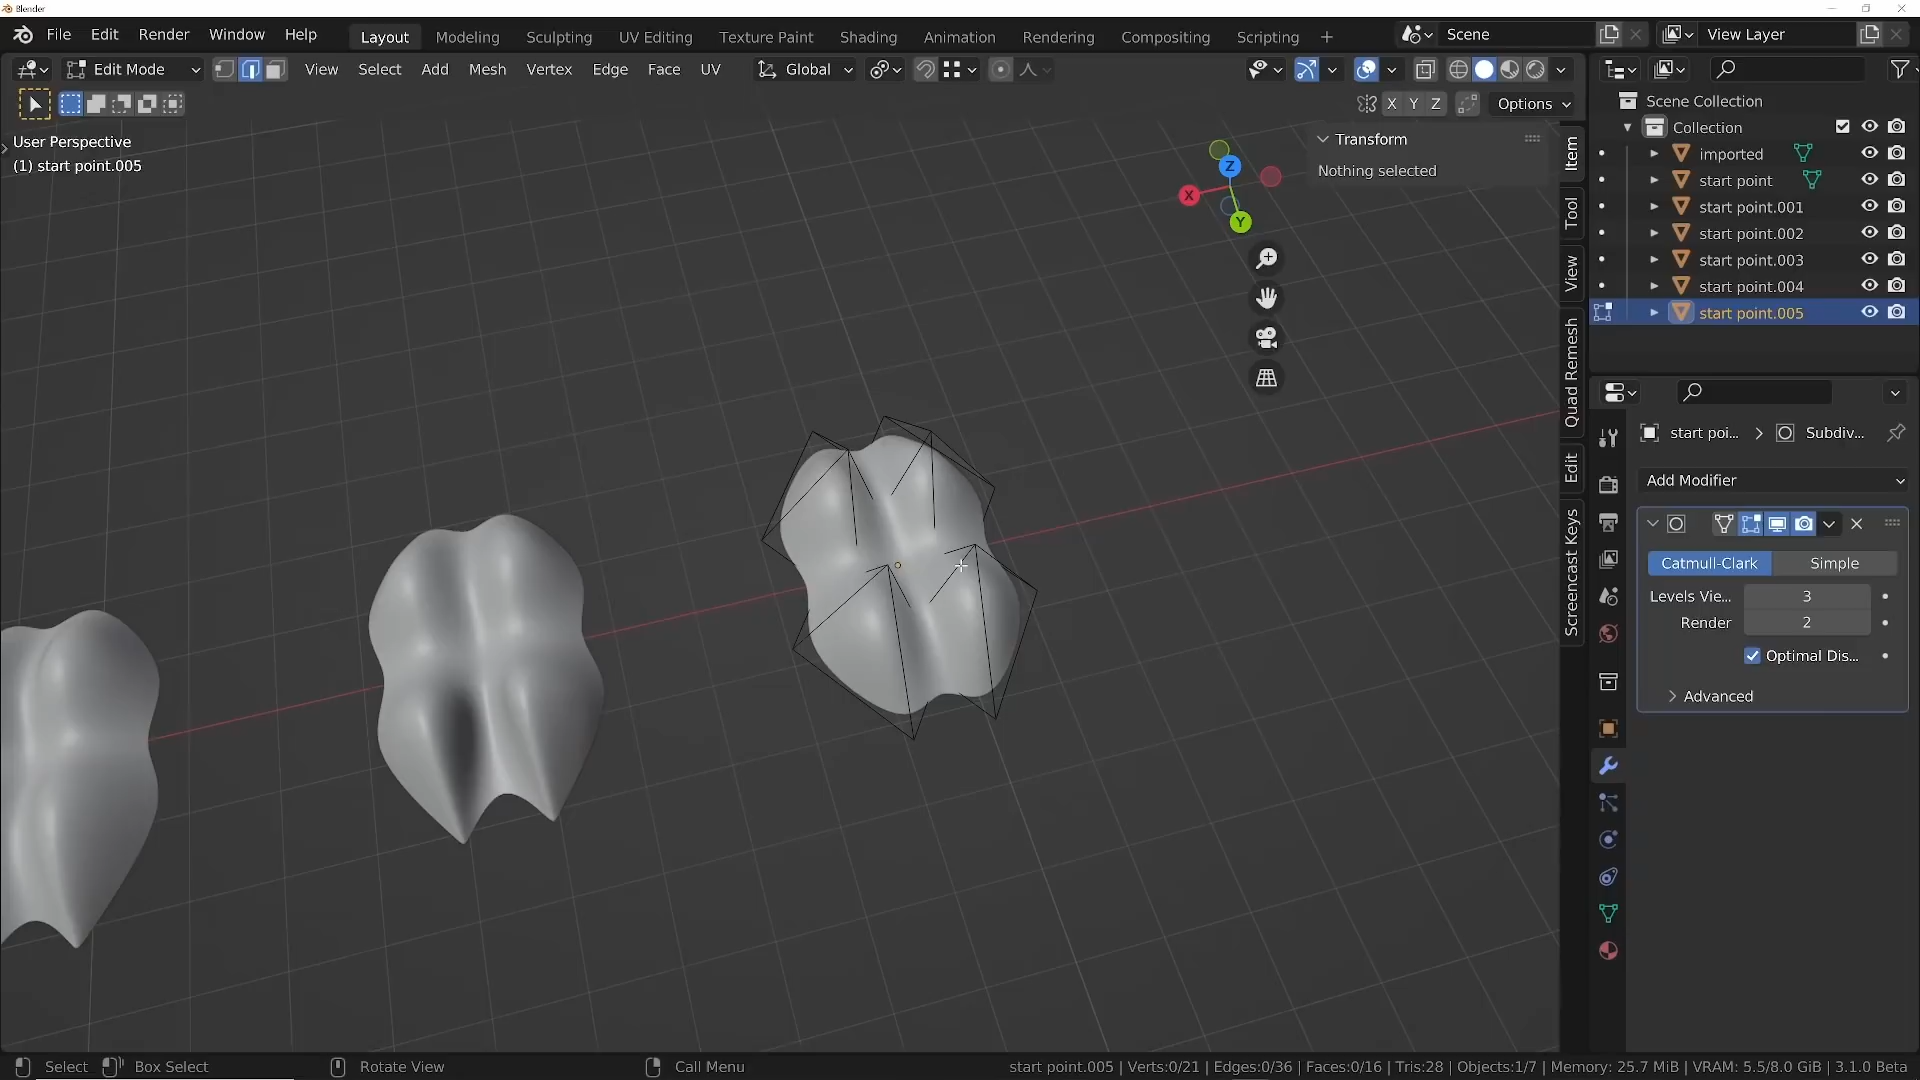 Blender
File Edit Render Window Help Layout Modeling Sculpting UV Editing Texture Paint Shading Animation Rendering Compositing Scripting + Scene View Layer
Edit Mode View Select Add Mesh Vertex Edge Face UV Global
X Y Z Options
User Perspective
(1) start point.005
Transform
Nothing selected
Z
X
Y
Item
Tool
View
Quad Remesh
Edit
Screencast Keys
Scene Collection
Collection
imported
start point
start point.001
start point.002
start point.003
start point.004
start point.005
start poi... > Subdiv...
Add Modifier
Catmull-Clark Simple
Levels Vie... 3
Render 2
Optimal Dis...
Advanced
Select Box Select Rotate View Call Menu start point.005 | Verts:0/21 | Edges:0/36 | Faces:0/16 | Tris:28 | Objects:1/7 | Memory: 25.7 MiB | VRAM: 5.5/8.0 GiB | 3.1.0 Beta